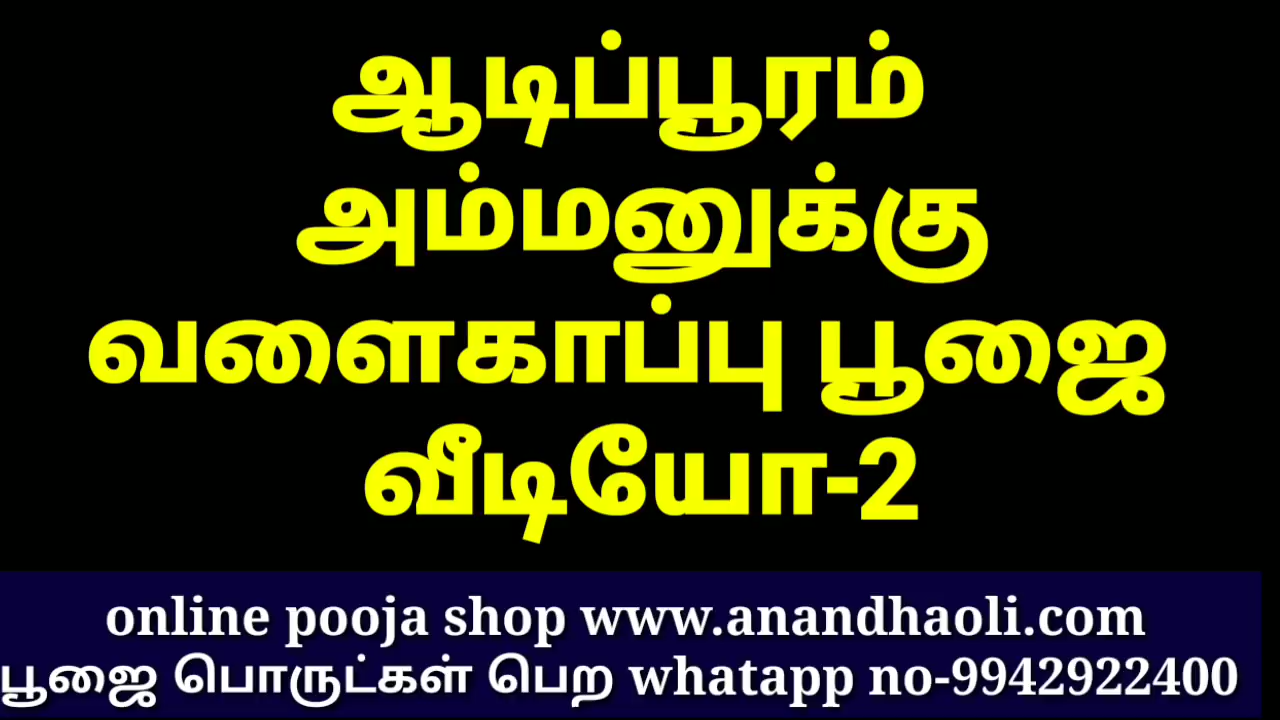 ஆடிப்பூரம்
அம்மனுக்கு
வளைகாப்பு பூஜை
வீடியோ-2
online pooja shop www.anandhaoli.com
பூஜை பொருட்கள் பெற whatapp no-9942922400